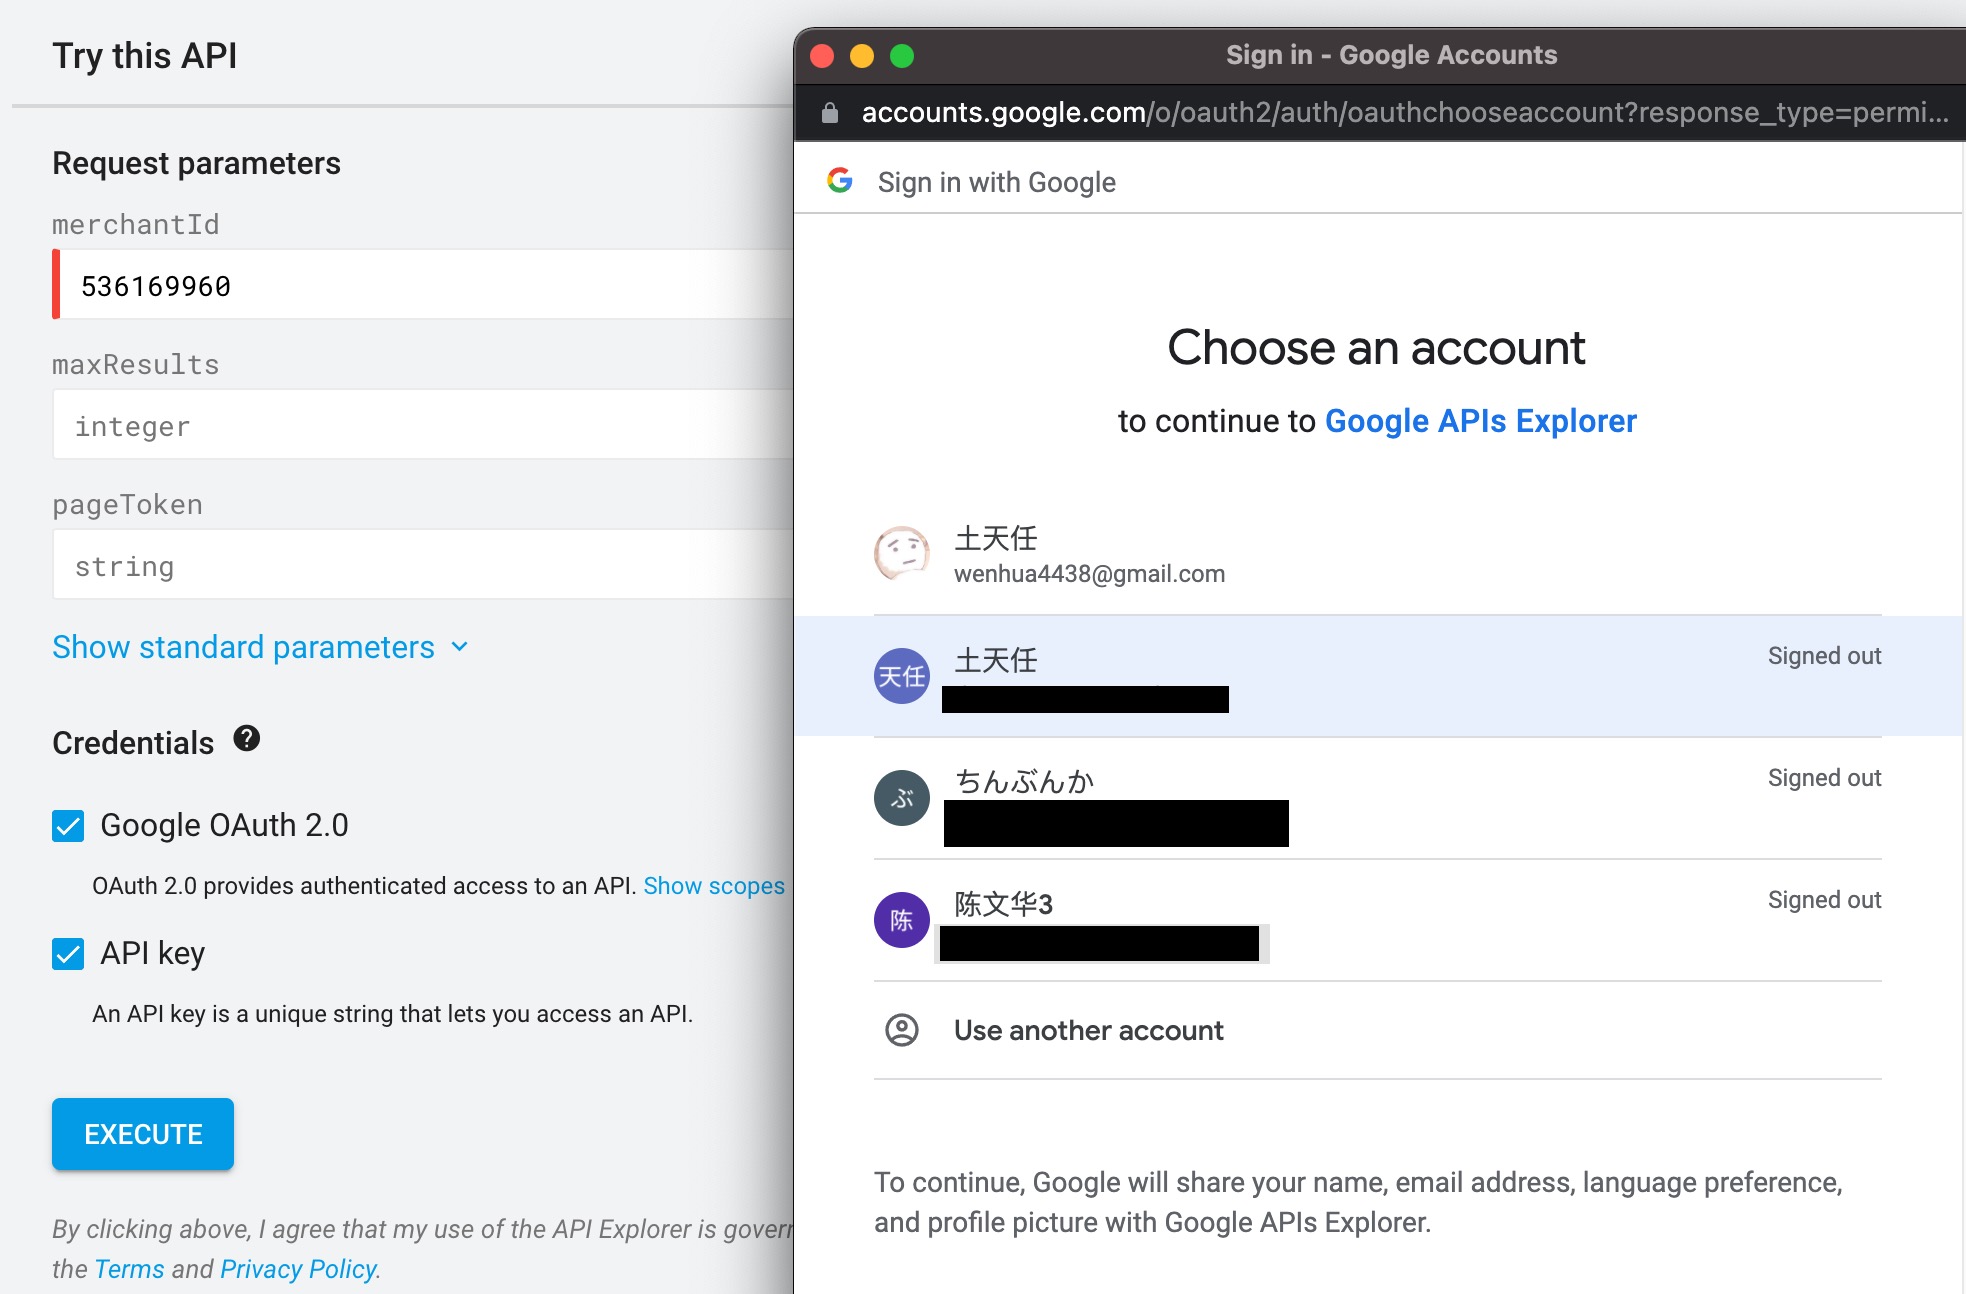 Try this API
Request parameters
merchantId
536169960
maxResults
integer
pageToken
string
Show standard parameters
Credentials ?
Google OAuth 2.0
OAuth 2.0 provides authenticated access to an API. Show scopes
API key
An API key is a unique string that lets you access an API.
EXECUTE
By clicking above, I agree that my use of the API Explorer is govern
the Terms and Privacy Policy.
Sign in - Google Accounts
accounts.google.com/o/oauth2/auth/oauthchooseaccount?response_type=permi...
Sign in with Google
Choose an account
to continue to Google APIs Explorer
土天任
wenhua4438@gmail.com
天任
土天任
Signed out
ぶ
ちんぶんか
Signed out
陈
陈文华3
Signed out
Use another account
To continue, Google will share your name, email address, language preference,
and profile picture with Google APIs Explorer.